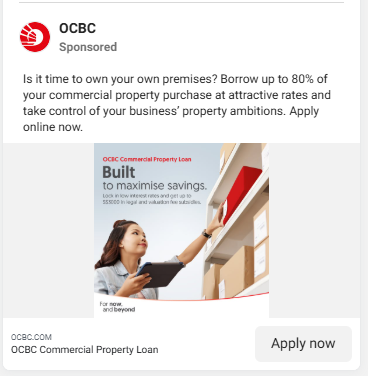 OCBC
Sponsored
Is it time to own your own premises? Borrow up to 80% of
your commercial property purchase at attractive rates and
take control of your business’ property ambitions. Apply
online now.
OCBC Commercial Property Loan
Built
to maximise savings.
Lock in low interest rates and get up to
S$3000 in legal and valuation fee subsidies.
For now,
and beyond
OCBC.COM
OCBC Commercial Property Loan
Apply now